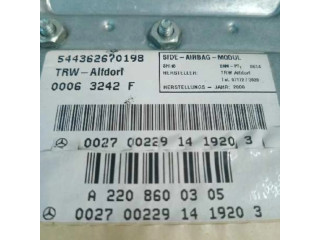 544362670198
TRW-Altdorf
0006 3242 F
SIDE-AIRBAG-MODUL
HERSTELLER: TRW Altdorf
HERSTELLUNGS - JAHR: 2000
0027 00229 14 1920 3
A 220 860 03 05
0027 00229 14 1920 3